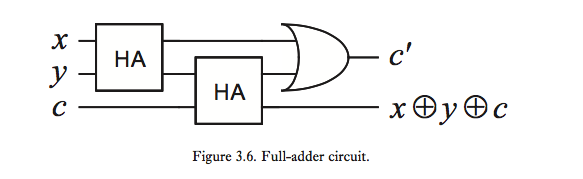 x
HA
c′
y
HA
c
x⊕y⊕c
Figure 3.6. Full-adder circuit.